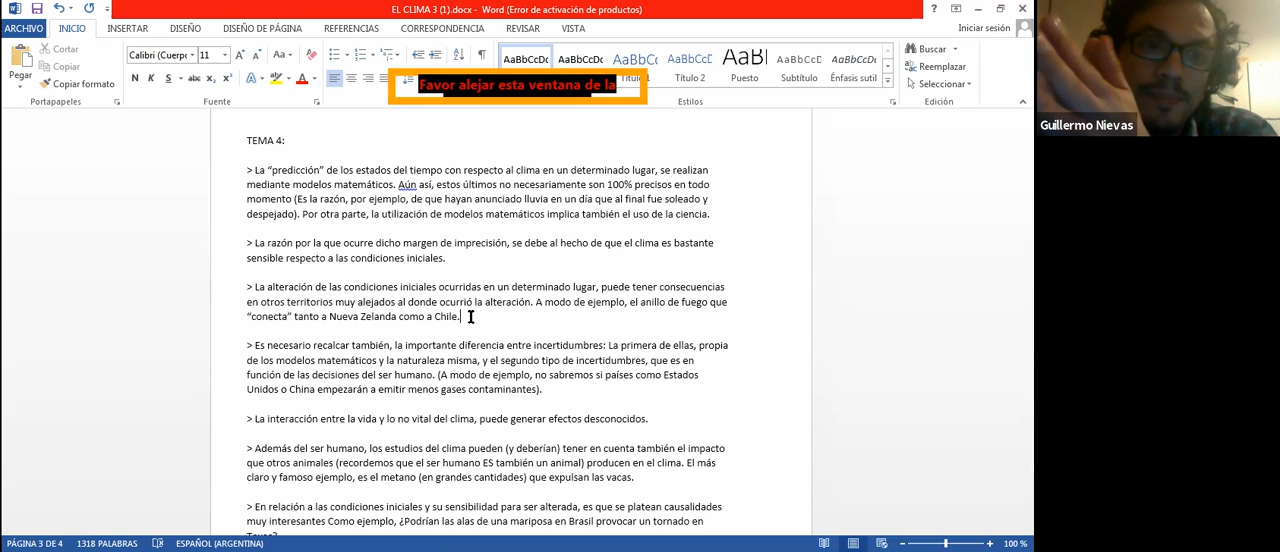 EL CLIMA 3 (1).docx - Word (Error de activación de productos)
ARCHIVO INICIO INSERTAR DISEÑO DISEÑO DE PÁGINA REFERENCIAS CORRESPONDENCIA REVISAR VISTA Iniciar sesión
Pegar
Cortar
Copiar
Copiar formato
Portapapeles
Calibri (Cuerpo 11
Fuente
Favor alejar esta ventana de la
AaBbCcDc AaBbCcDc AaBbCc AaBbCcC AaBl AaBbCcC AaBbCcDc
Título 1 Título 2 Puesto Subtítulo Énfasis sutil
Estilos
Buscar
Reemplazar
Seleccionar
Edición
Guillermo Nievas
TEMA 4:
> La “predicción” de los estados del tiempo con respecto al clima en un determinado lugar, se realizan
mediante modelos matemáticos. Aún así, estos últimos no necesariamente son 100% precisos en todo
momento (Es la razón, por ejemplo, de que hayan anunciado lluvia en un día que al final fue soleado y
despejado). Por otra parte, la utilización de modelos matemáticos implica también el uso de la ciencia.
> La razón por la que ocurre dicho margen de imprecisión, se debe al hecho de que el clima es bastante
sensible respecto a las condiciones iniciales.
> La alteración de las condiciones iniciales ocurridas en un determinado lugar, puede tener consecuencias
en otros territorios muy alejados al donde ocurrió la alteración. A modo de ejemplo, el anillo de fuego que
“conecta” tanto a Nueva Zelanda como a Chile.
> Es necesario recalcar también, la importante diferencia entre incertidumbres: La primera de ellas, propia
de los modelos matemáticos y la naturaleza misma, y el segundo tipo de incertidumbres, que es en
función de las decisiones del ser humano. (A modo de ejemplo, no sabremos si países como Estados
Unidos o China empezarán a emitir menos gases contaminantes).
> La interacción entre la vida y lo no vital del clima, puede generar efectos desconocidos.
> Además del ser humano, los estudios del clima pueden (y deberían) tener en cuenta también el impacto
que otros animales (recordemos que el ser humano ES también un animal) producen en el clima. El más
claro y famoso ejemplo, es el metano (en grandes cantidades) que expulsan las vacas.
> En relación a las condiciones iniciales y su sensibilidad para ser alterada, es que se platean causalidades
muy interesantes Como ejemplo, ¿Podrían las alas de una mariposa en Brasil provocar un tornado en
PÁGINA 3 DE 4 1318 PALABRAS ESPAÑOL (ARGENTINA) 100 %